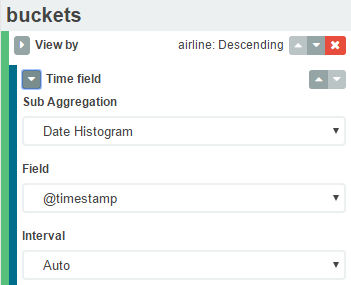 buckets
View by airline: Descending
Time field
Sub Aggregation
Date Histogram
Field
@timestamp
Interval
Auto